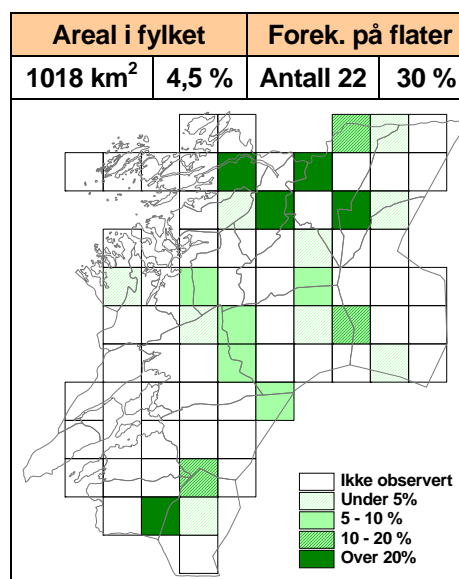 Areal i fylket Forek. på flater
1018 km² 4,5 % Antall 22 30 %
Ikke observert
Under 5%
5 - 10 %
10 - 20 %
Over 20%